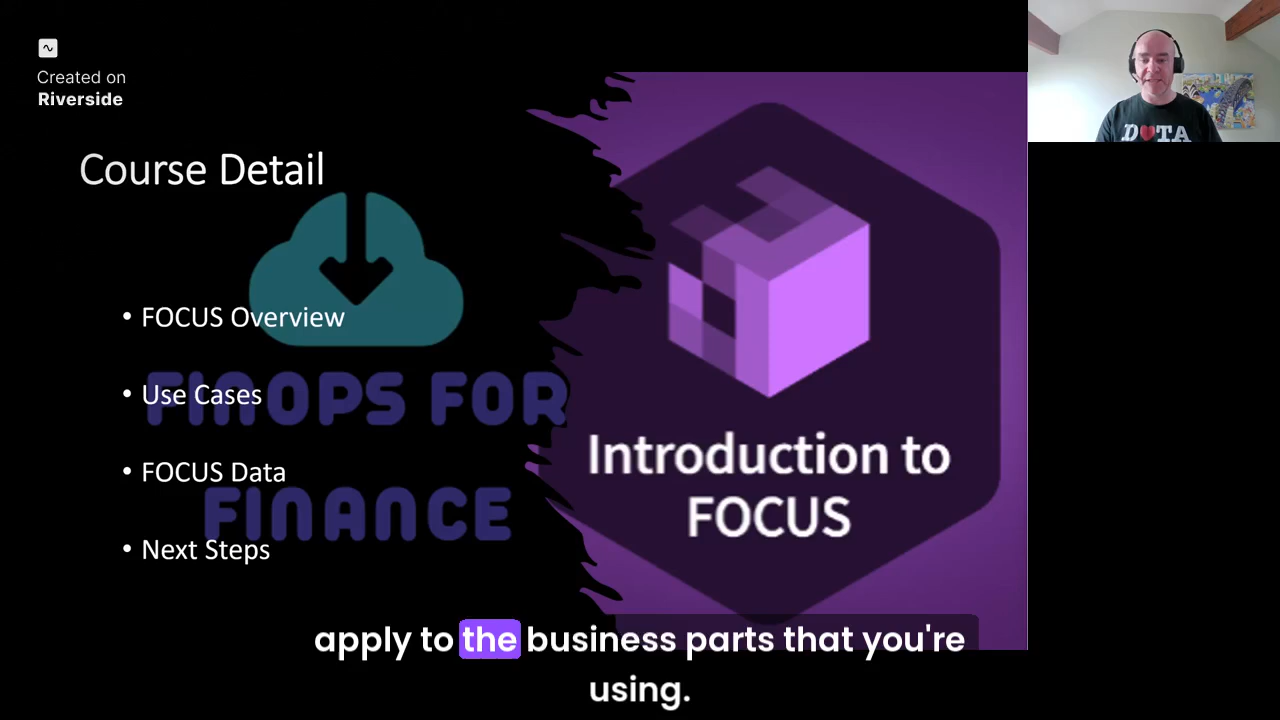 Created on
Riverside
Course Detail
• FOCUS Overview
• Use Cases
• FOCUS Data
• Next Steps
FINOPS FOR
FINANCE
Introduction to
FOCUS
D❤TA
apply to the business parts that you're
using.